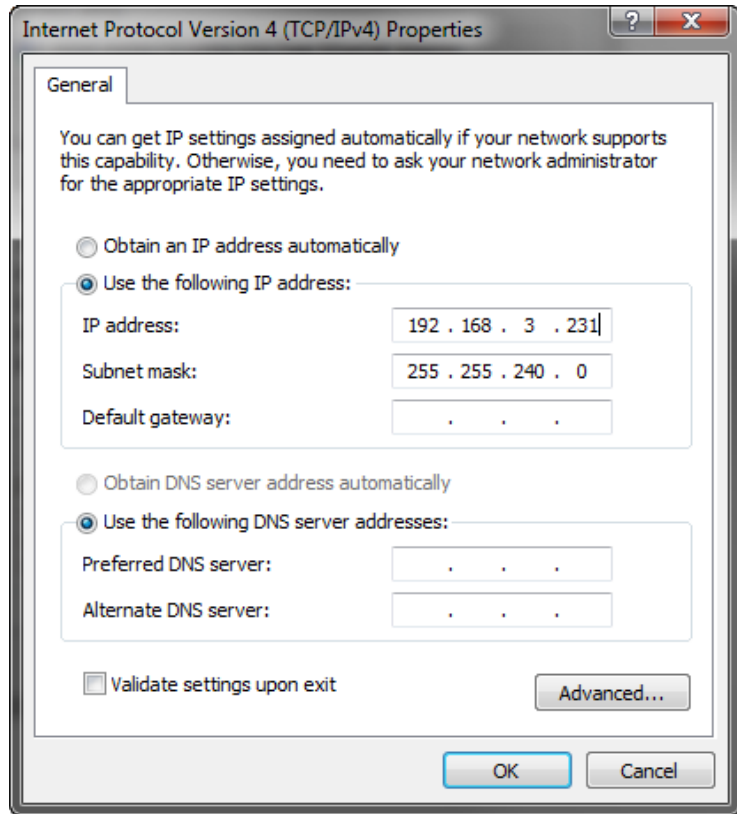 Internet Protocol Version 4 (TCP/IPv4) Properties
?
General
You can get IP settings assigned automatically if your network supports
this capability. Otherwise, you need to ask your network administrator
for the appropriate IP settings.
Obtain an IP address automatically
Use the following IP address:
IP address: 192 . 168 . 3 . 231
Subnet mask: 255 . 255 . 240 . 0
Default gateway: . . .
Obtain DNS server address automatically
Use the following DNS server addresses:
Preferred DNS server: . . .
Alternate DNS server: . . .
Validate settings upon exit
Advanced...
OK Cancel